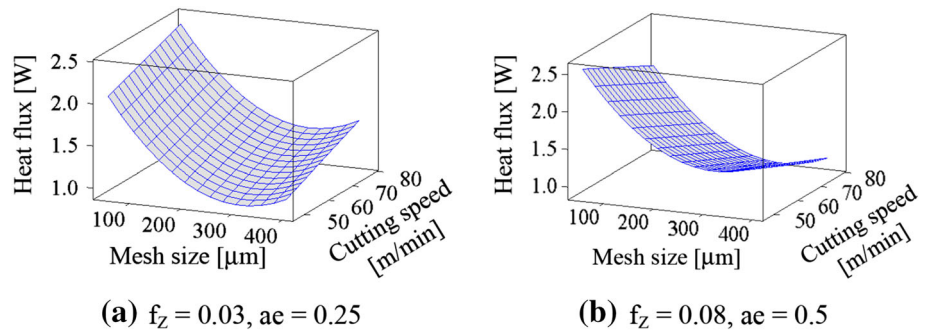 Heat flux [W]
2.5
2.0
1.5
1.0
100
200
300
400
Mesh size [μm]
50 60 70 80
Cutting speed
[m/min]
(a) fZ = 0.03, ae = 0.25
Heat flux [W]
2.5
2.0
1.5
1.0
100
200
300
400
Mesh size [μm]
50 60 70 80
Cutting speed
[m/min]
(b) fZ = 0.08, ae = 0.5